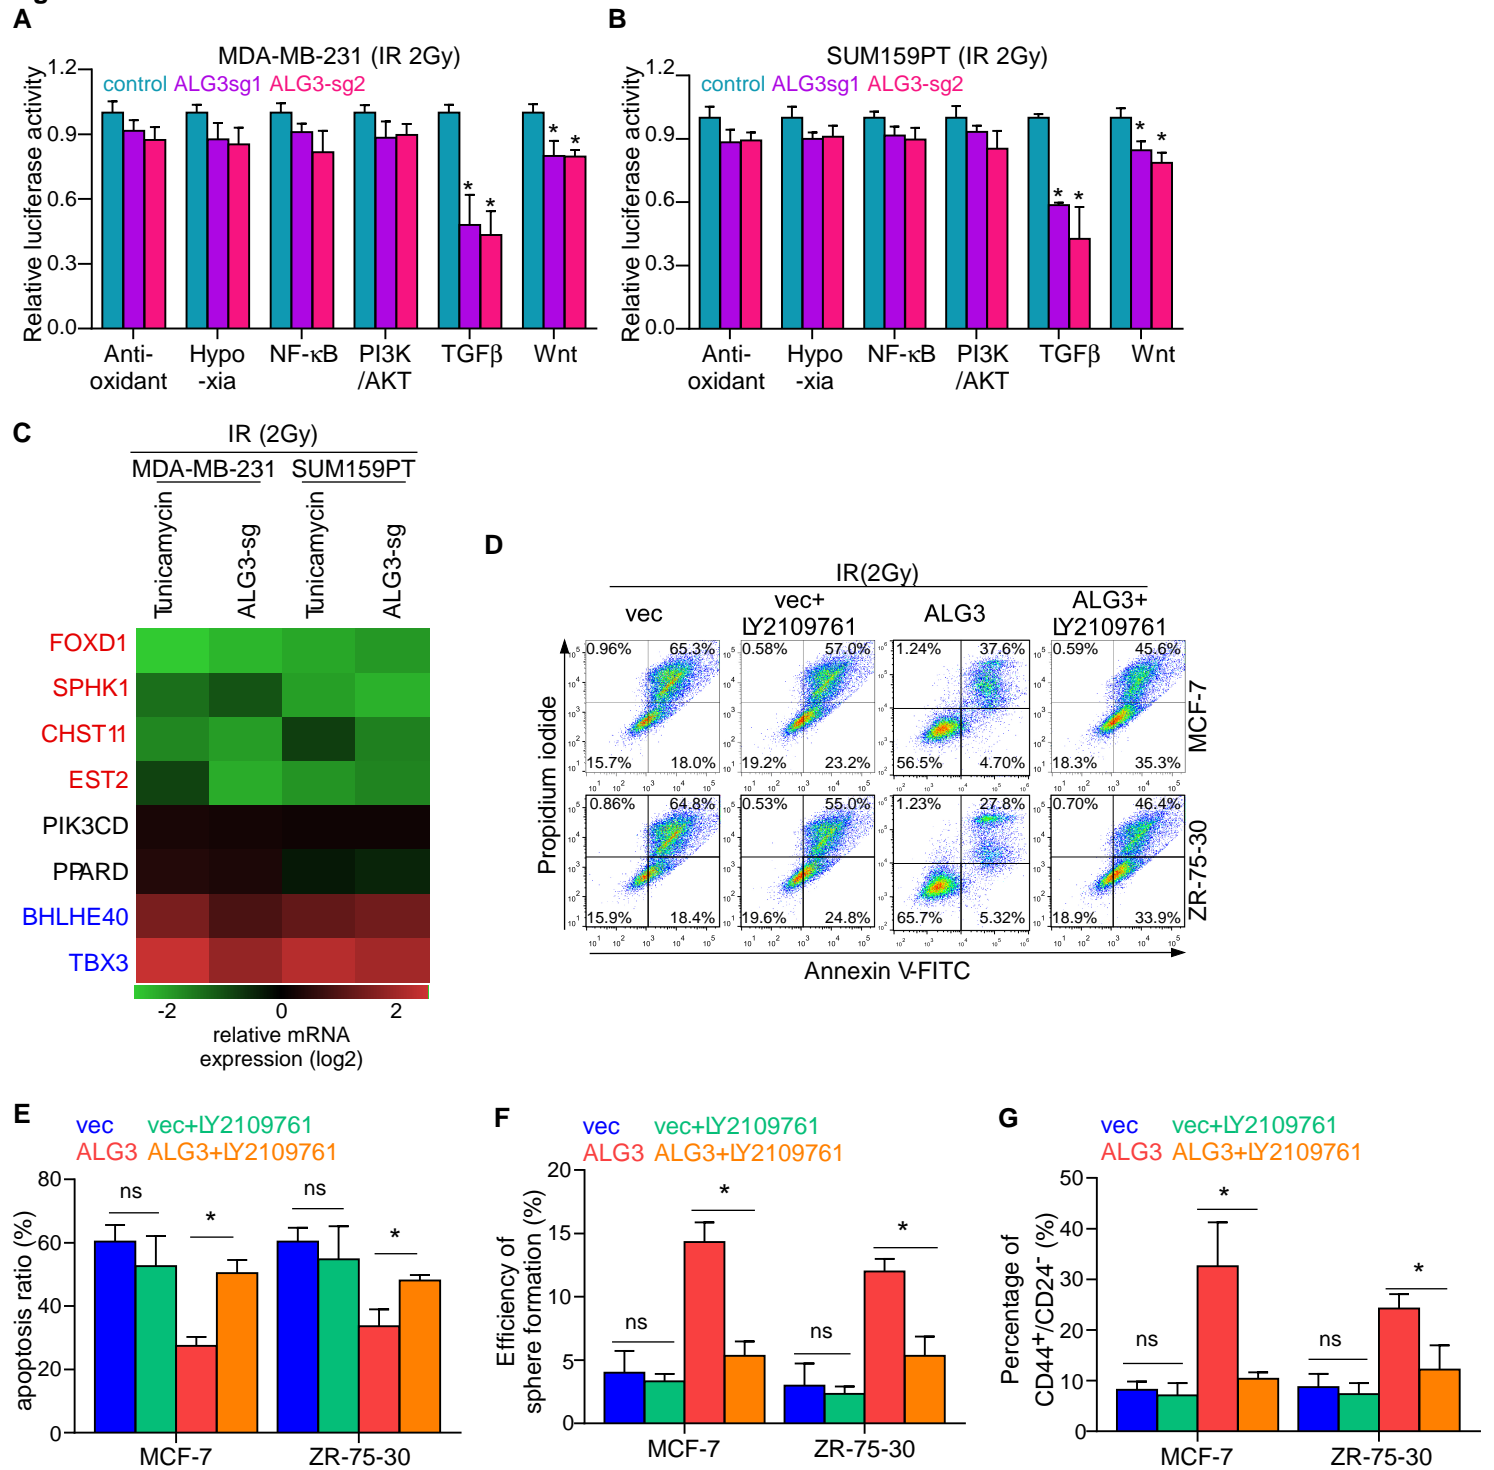 A
MDA-MB-231 (IR 2Gy)
control ALG3sg1 ALG3-sg2
Relative luciferase activity
1.2
0.9
0.6
0.3
0.0
* * * *
Anti-oxidant
Hypo-xia
NF-κB
PI3K/AKT
TGFβ
Wnt
B
SUM159PT (IR 2Gy)
control ALG3sg1 ALG3-sg2
Relative luciferase activity
1.2
0.9
0.6
0.3
0.0
* * * *
Anti-oxidant
Hypo-xia
NF-κB
PI3K/AKT
TGFβ
Wnt
C
IR (2Gy)
MDA-MB-231 SUM159PT
Tunicamycin
ALG3-sg
Tunicamycin
ALG3-sg
FOXD1
SPHK1
CHST11
EST2
PIK3CD
PPARD
BHLHE40
TBX3
-2 0 2
relative mRNA
expression (log2)
D
IR(2Gy)
vec
vec+
LY2109761
ALG3
ALG3+
LY2109761
Propidium iodide
0.96% 65.3% 0.58% 57.0% 1.24% 37.6% 0.59% 45.6%
15.7% 18.0% 19.2% 23.2% 56.5% 4.70% 18.3% 35.3%
MCF-7
0.86% 64.8% 0.53% 55.0% 1.23% 27.8% 0.70% 46.4%
15.9% 18.4% 19.6% 24.8% 65.7% 5.32% 18.9% 33.9%
ZR-75-30
Annexin V-FITC
E
vec vec+LY2109761
ALG3 ALG3+LY2109761
apoptosis ratio (%)
80
60
40
20
0
ns * ns *
MCF-7 ZR-75-30
F
vec vec+LY2109761
ALG3 ALG3+LY2109761
Efficiency of
sphere formation (%)
20
15
10
5
0
ns * ns *
MCF-7 ZR-75-30
G
vec vec+LY2109761
ALG3 ALG3+LY2109761
Percentage of
CD44+/CD24- (%)
50
40
30
20
10
0
ns * ns *
MCF-7 ZR-75-30